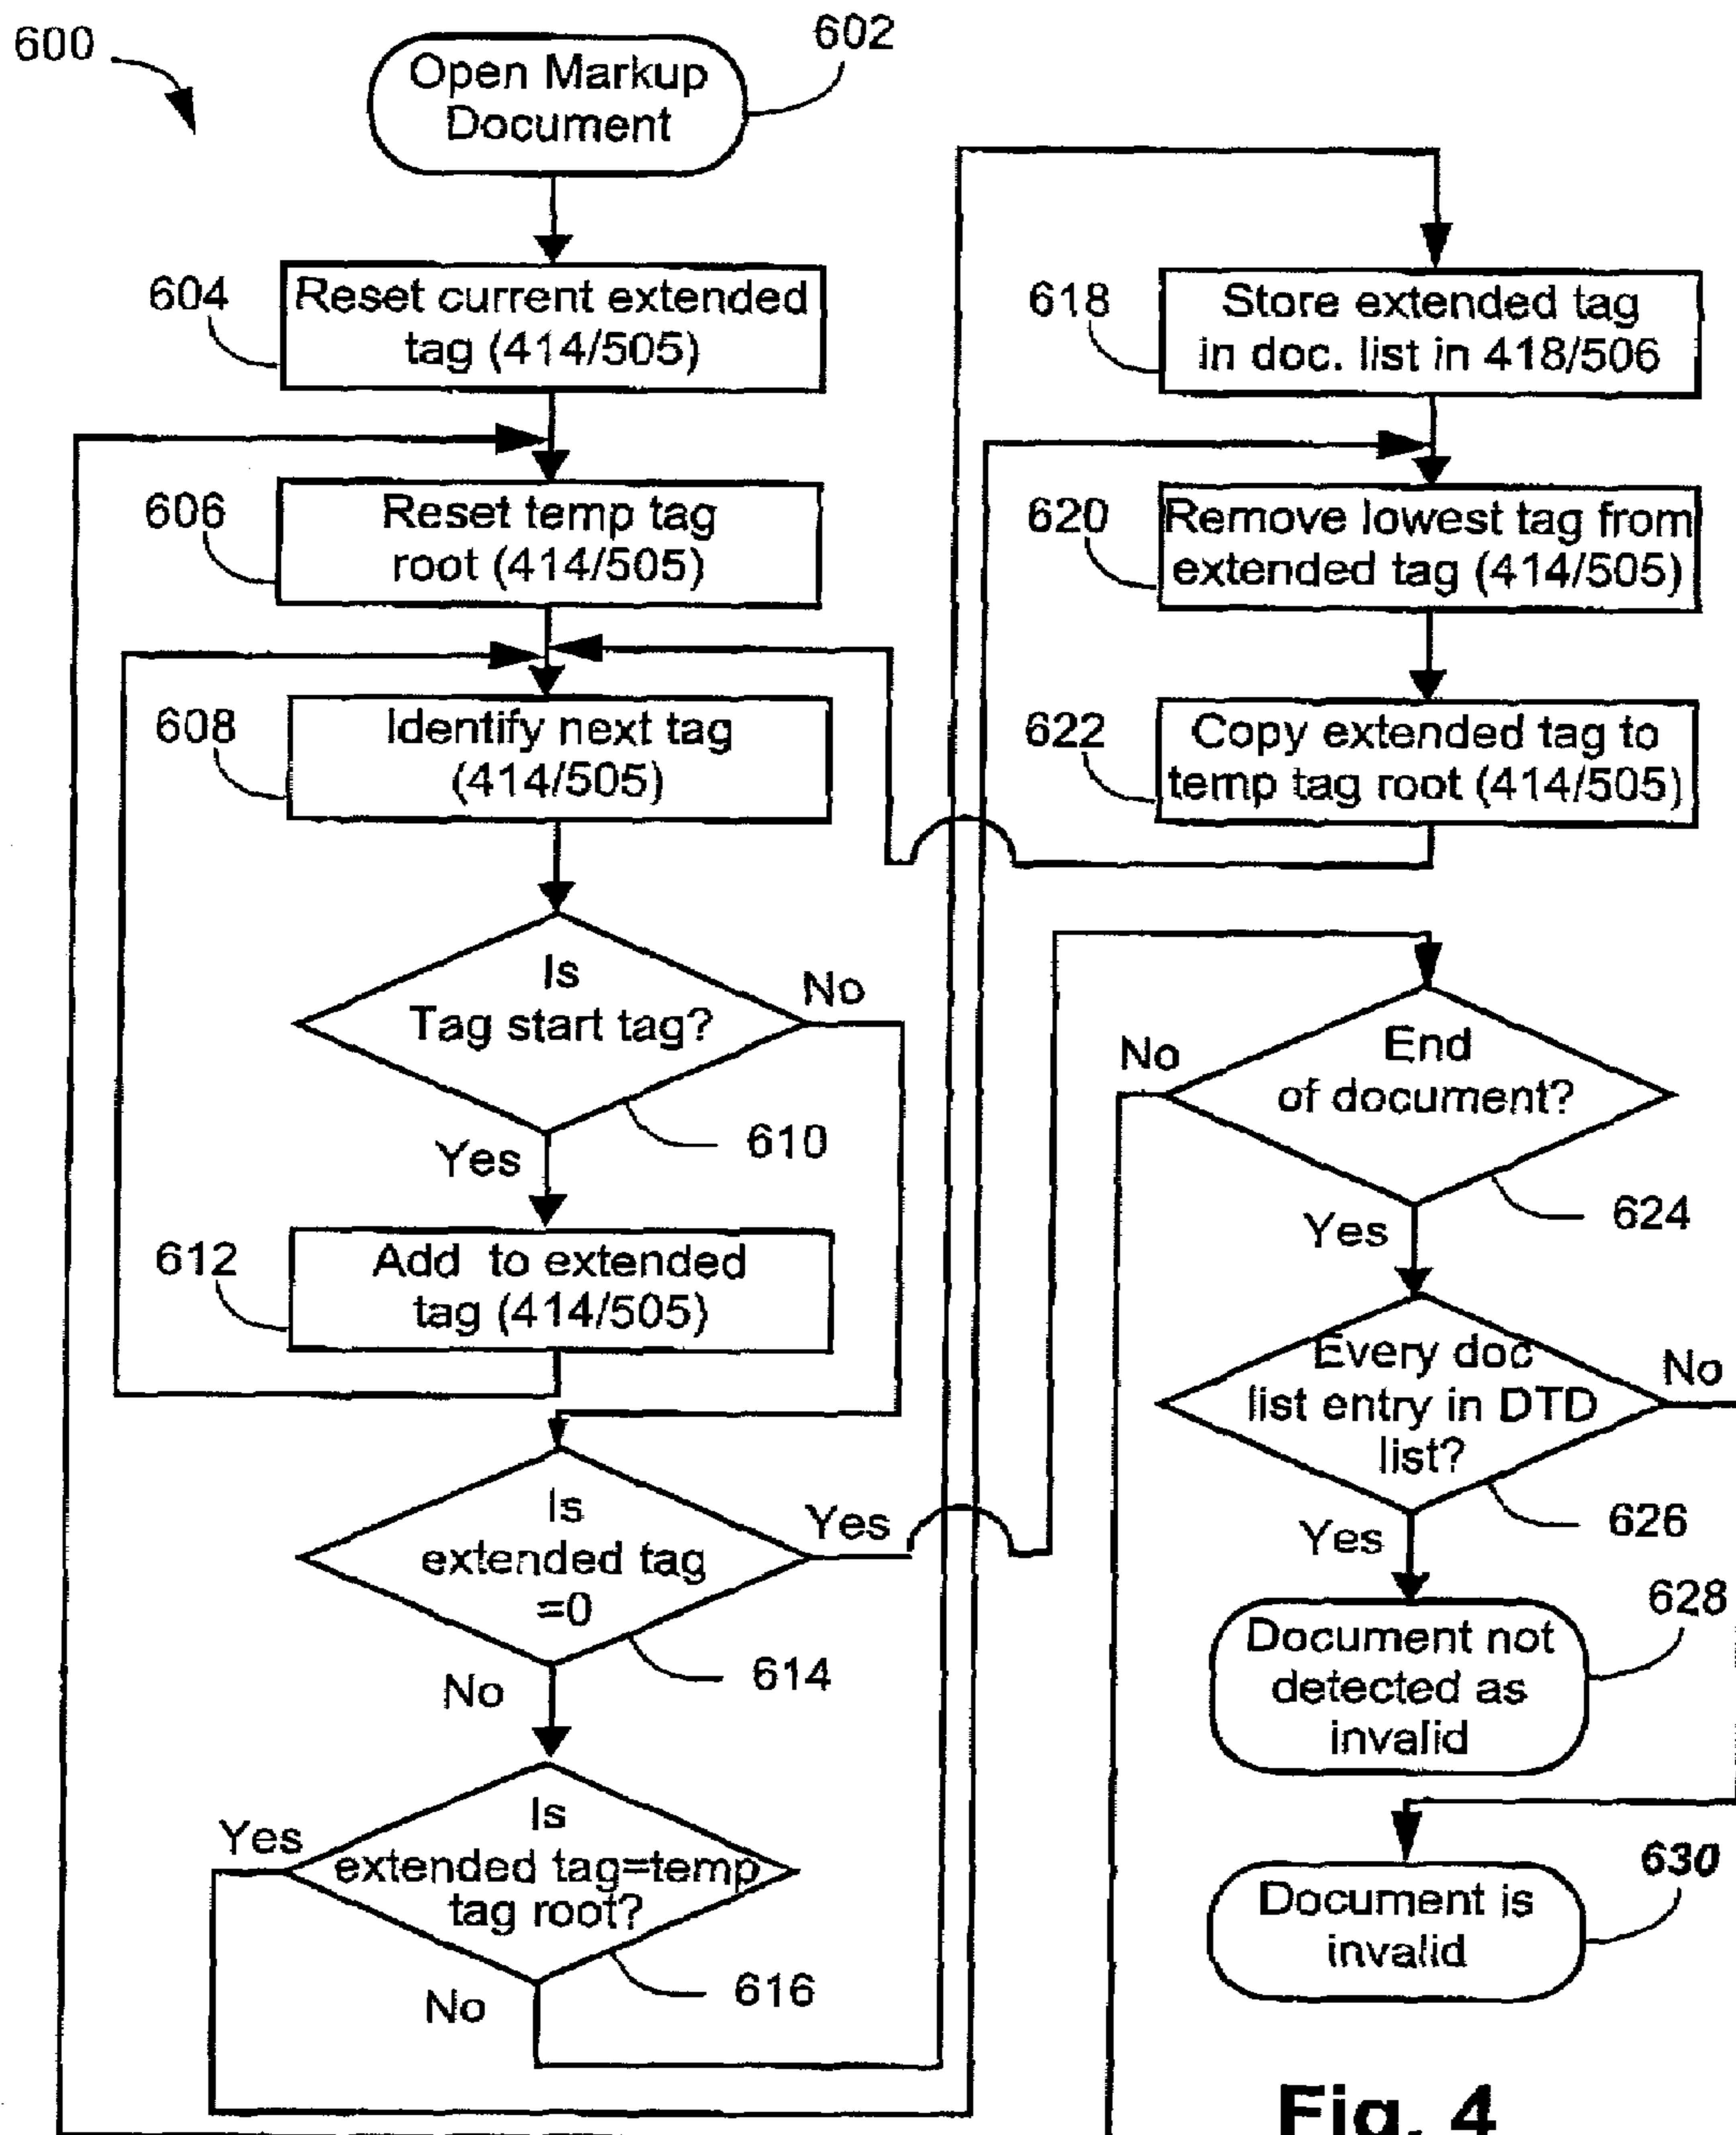 600
602
Open Markup
Document
604
Reset current extended
tag (414/505)
606
Reset temp tag
root (414/505)
608
Identify next tag
(414/505)
Is
Tag start tag?
No
Yes
610
612
Add to extended
tag (414/505)
Is
extended tag
=0
Yes
No
614
Is
extended tag=temp
tag root?
Yes
No
616
618
Store extended tag
in doc. list in 418/506
620
Remove lowest tag from
extended tag (414/505)
622
Copy extended tag to
temp tag root (414/505)
End
of document?
No
Yes
624
Every doc
list entry in DTD
list?
No
Yes
626
628
Document not
detected as
invalid
630
Document is
invalid
Fig. 4